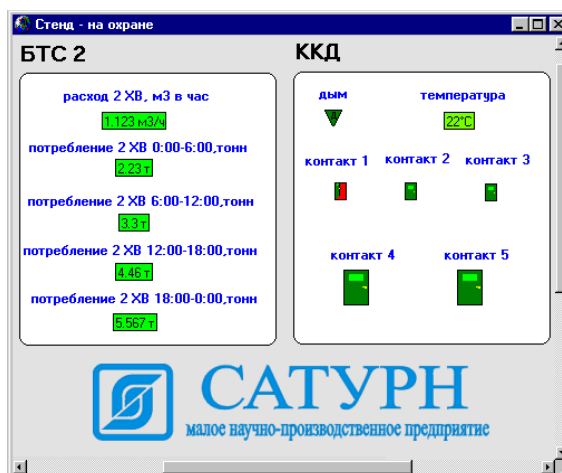 Стенд - на охране
БТС 2
расход 2 ХВ, м3 в час
1.123 м3/ч
потребление 2 ХВ 0:00-6:00,тонн
2.23 т
потребление 2 ХВ 6:00-12:00,тонн
3.3 т
потребление 2 ХВ 12:00-18:00,тонн
4.46 т
потребление 2 ХВ 18:00-0:00,тонн
5.567 т
ККД
дым
температура
22°C
контакт 1
контакт 2
контакт 3
контакт 4
контакт 5
САТУРН
малое научно-производственное предприятие